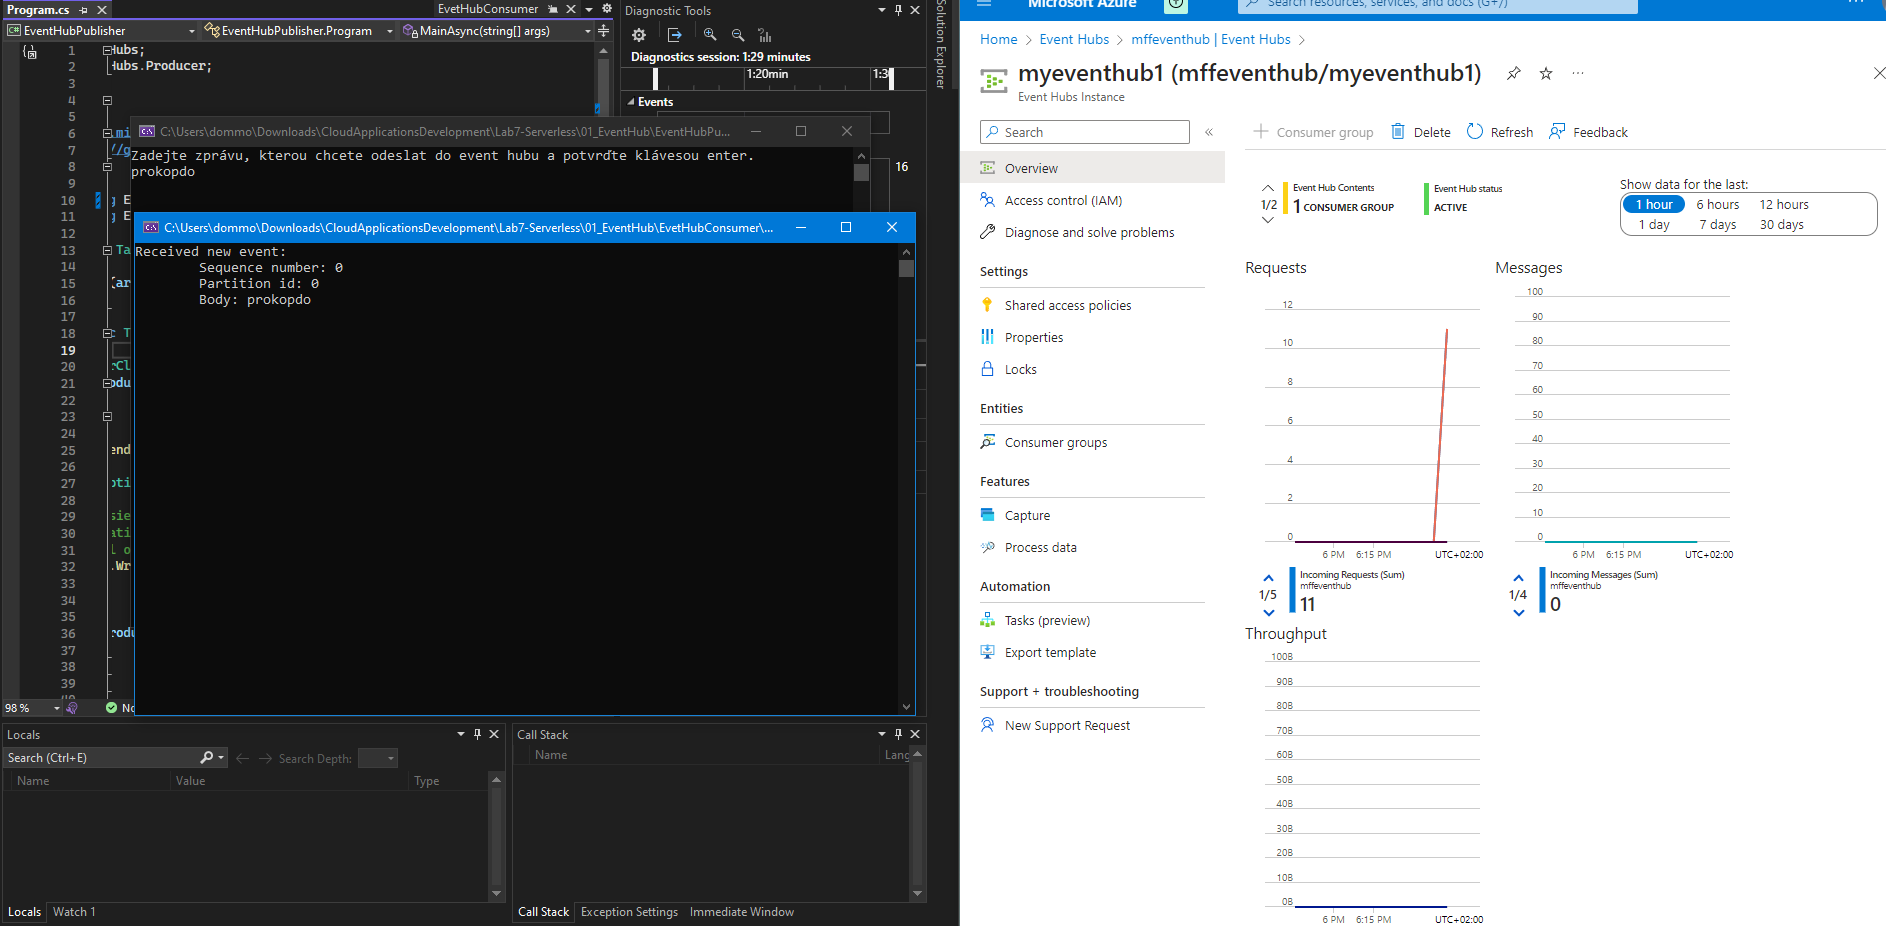 Program.cs
EvetHubConsumer
EventHubPublisher
EventHubPublisher.Program
MainAsync(string[] args)
1
Hubs;
2
Hubs.Producer;
3
4
5
6
7
8
9
10
g E
11
g E
12
13
Ta
14
15
(ar
16
17
18
c T
19
20
rCl
21
odu
22
23
24
25
end
26
27
pti
28
29
sie
30
ati
31
l o
32
.Wr
33
34
35
36
rodu
37
38
39
98 %
No
C:\Users\dommo\Downloads\CloudApplicationsDevelopment\Lab7-Serverless\01_EventHub\EventHubPu...
Zadejte zprávu, kterou chcete odeslat do event hubu a potvrďte klávesou enter.
prokopdo
C:\Users\dommo\Downloads\CloudApplicationsDevelopment\Lab7-Serverless\01_EventHub\EvetHubConsumer\...
Received new event:
Sequence number: 0
Partition id: 0
Body: prokopdo
Diagnostic Tools
Diagnostics session: 1:29 minutes
1:20min
1:30
Events
16
Solution Explorer
Locals
Search (Ctrl+E)
Search Depth:
Name
Value
Type
Locals
Watch 1
Call Stack
Name
Lang
Call Stack
Exception Settings
Immediate Window
Microsoft Azure
Search resources, services, and docs (G+/)
Home
Event Hubs
mffeventhub | Event Hubs
myeventhub1 (mffeventhub/myeventhub1)
Event Hubs Instance
Search
Overview
Access control (IAM)
Diagnose and solve problems
Settings
Shared access policies
Properties
Locks
Entities
Consumer groups
Features
Capture
Process data
Automation
Tasks (preview)
Export template
Support + troubleshooting
New Support Request
Consumer group
Delete
Refresh
Feedback
1/2
Event Hub Contents
1 CONSUMER GROUP
Event Hub status
ACTIVE
Show data for the last:
1 hour
6 hours
12 hours
1 day
7 days
30 days
Requests
12
10
8
6
4
2
0
6 PM
6:15 PM
UTC+02:00
1/5
Incoming Requests (Sum)
mffeventhub
11
Messages
100
90
80
70
60
50
40
30
20
10
0
6 PM
6:15 PM
UTC+02:00
1/4
Incoming Messages (Sum)
mffeventhub
0
Throughput
100B
90B
80B
70B
60B
50B
40B
30B
20B
10B
0B
6 PM
6:15 PM
UTC+02:00